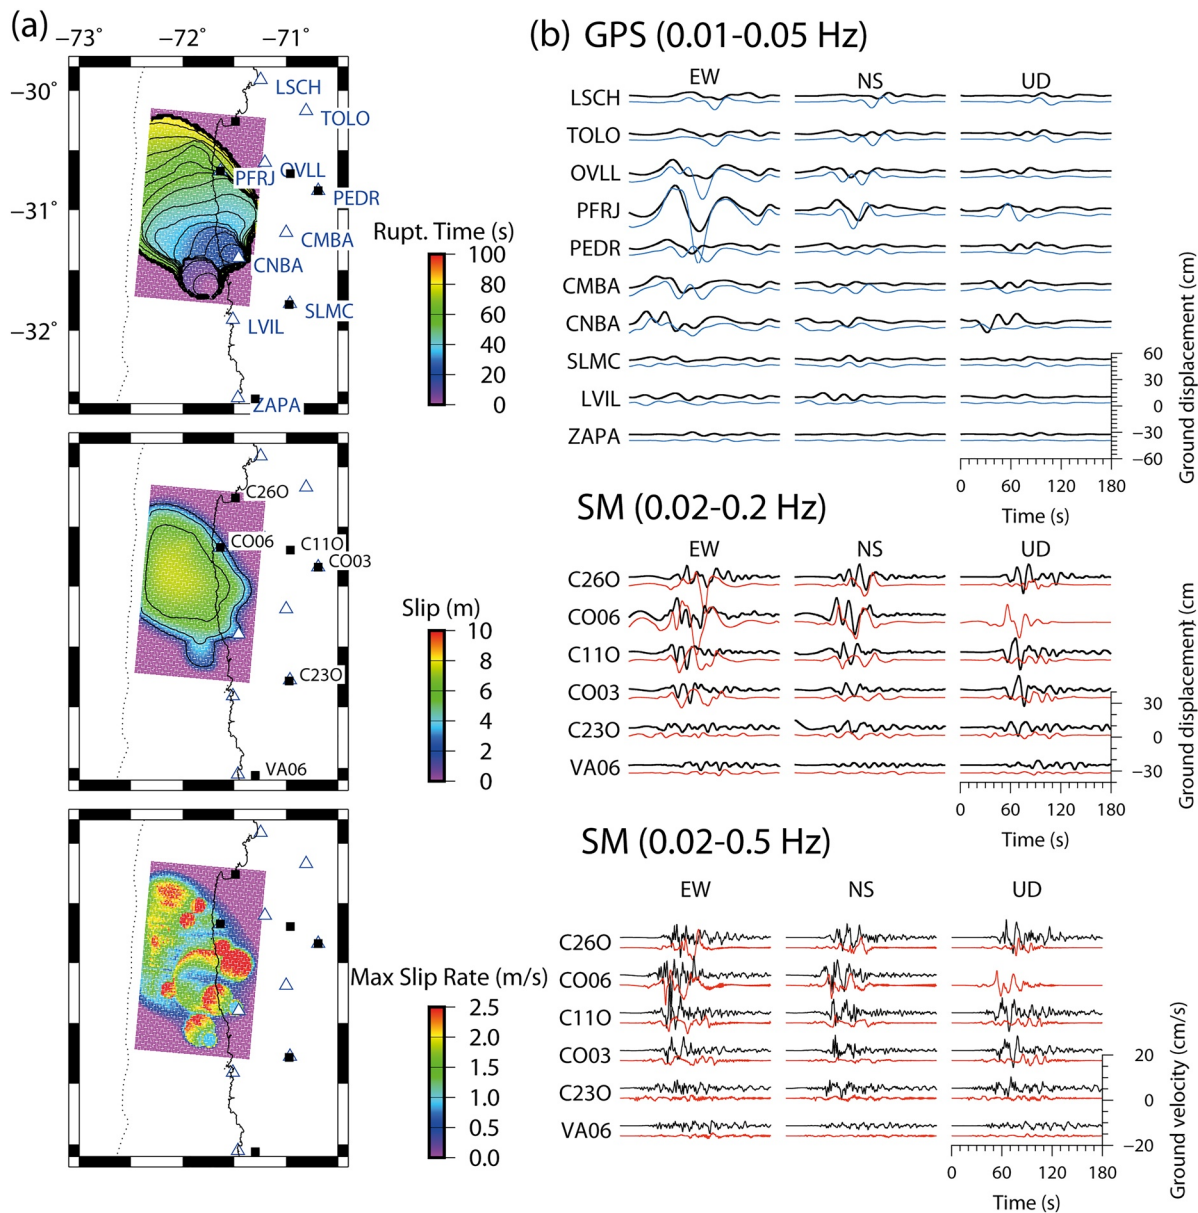 (a)
−73° −72° −71°
−30°
−31°
−32°
LSCH
TOLO
OVLL
PFRJ
PEDR
CMBA
CNBA
SLMC
LVIL
ZAPA
Rupt. Time (s)
100
80
60
40
20
0
C26O
CO06
C11O
CO03
C23O
VA06
Slip (m)
10
8
6
4
2
0
Max Slip Rate (m/s)
2.5
2.0
1.5
1.0
0.5
0.0
(b) GPS (0.01-0.05 Hz)
EW NS UD
LSCH
TOLO
OVLL
PFRJ
PEDR
CMBA
CNBA
SLMC
LVIL
ZAPA
60
30
0
−30
−60
Ground displacement (cm)
0 60 120 180
Time (s)
SM (0.02-0.2 Hz)
EW NS UD
C26O
CO06
C11O
CO03
C23O
VA06
30
0
−30
Ground displacement (cm
0 60 120 180
Time (s)
SM (0.02-0.5 Hz)
EW NS UD
C26O
CO06
C11O
CO03
C23O
VA06
20
0
−20
Ground velocity (cm/s)
0 60 120 180
Time (s)